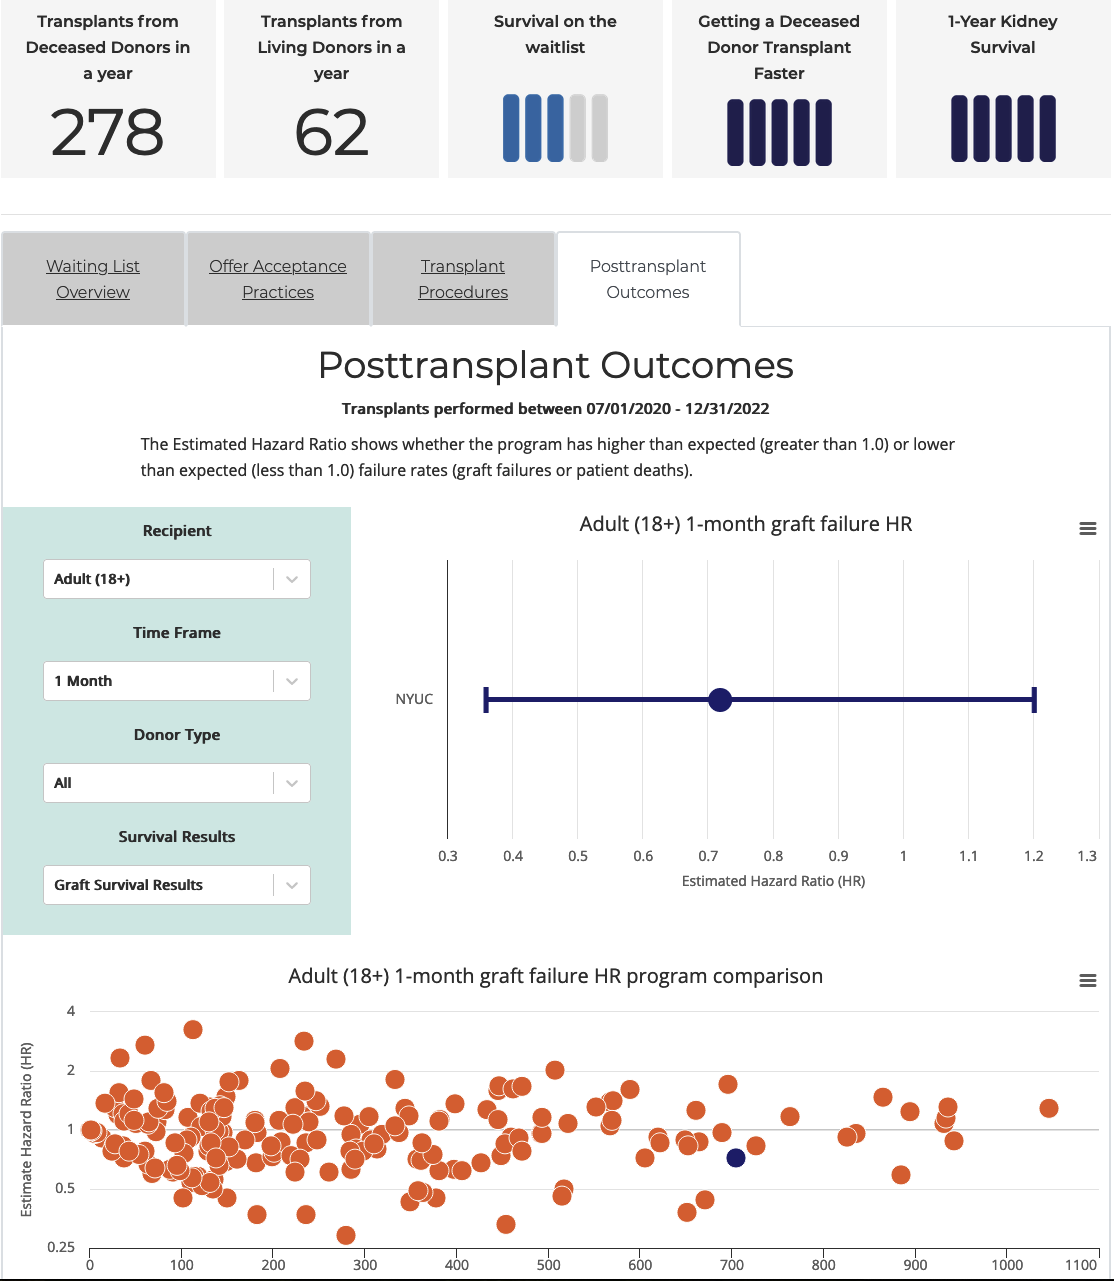 Transplants from
Deceased Donors in
a year
278
Transplants from
Living Donors in a
year
62
Survival on the
waitlist
Getting a Deceased
Donor Transplant
Faster
1-Year Kidney
Survival
Waiting List
Overview
Offer Acceptance
Practices
Transplant
Procedures
Posttransplant
Outcomes
Posttransplant Outcomes
Transplants performed between 07/01/2020 - 12/31/2022
The Estimated Hazard Ratio shows whether the program has higher than expected (greater than 1.0) or lower
than expected (less than 1.0) failure rates (graft failures or patient deaths).
Recipient
Adult (18+)
Time Frame
1 Month
Donor Type
All
Survival Results
Graft Survival Results
Adult (18+) 1-month graft failure HR
NYUC
0.3 0.4 0.5 0.6 0.7 0.8 0.9 1 1.1 1.2 1.3
Estimated Hazard Ratio (HR)
Adult (18+) 1-month graft failure HR program comparison
Estimate Hazard Ratio (HR)
4
2
1
0.5
0.25
0 100 200 300 400 500 600 700 800 900 1000 1100